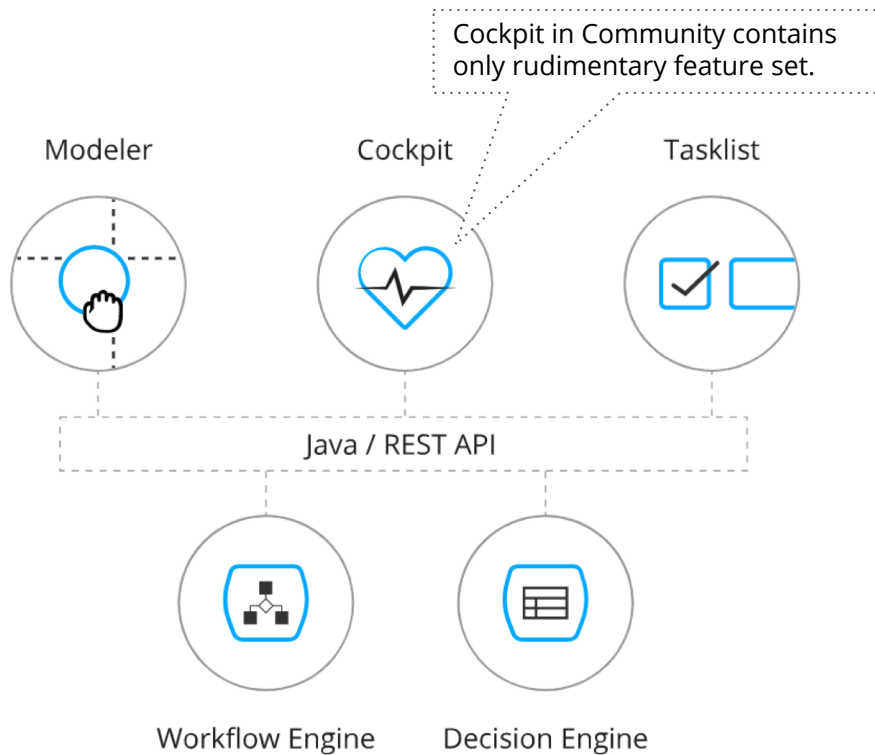 Cockpit in Community contains
only rudimentary feature set.
Modeler
Cockpit
Tasklist
Java / REST API
Workflow Engine
Decision Engine